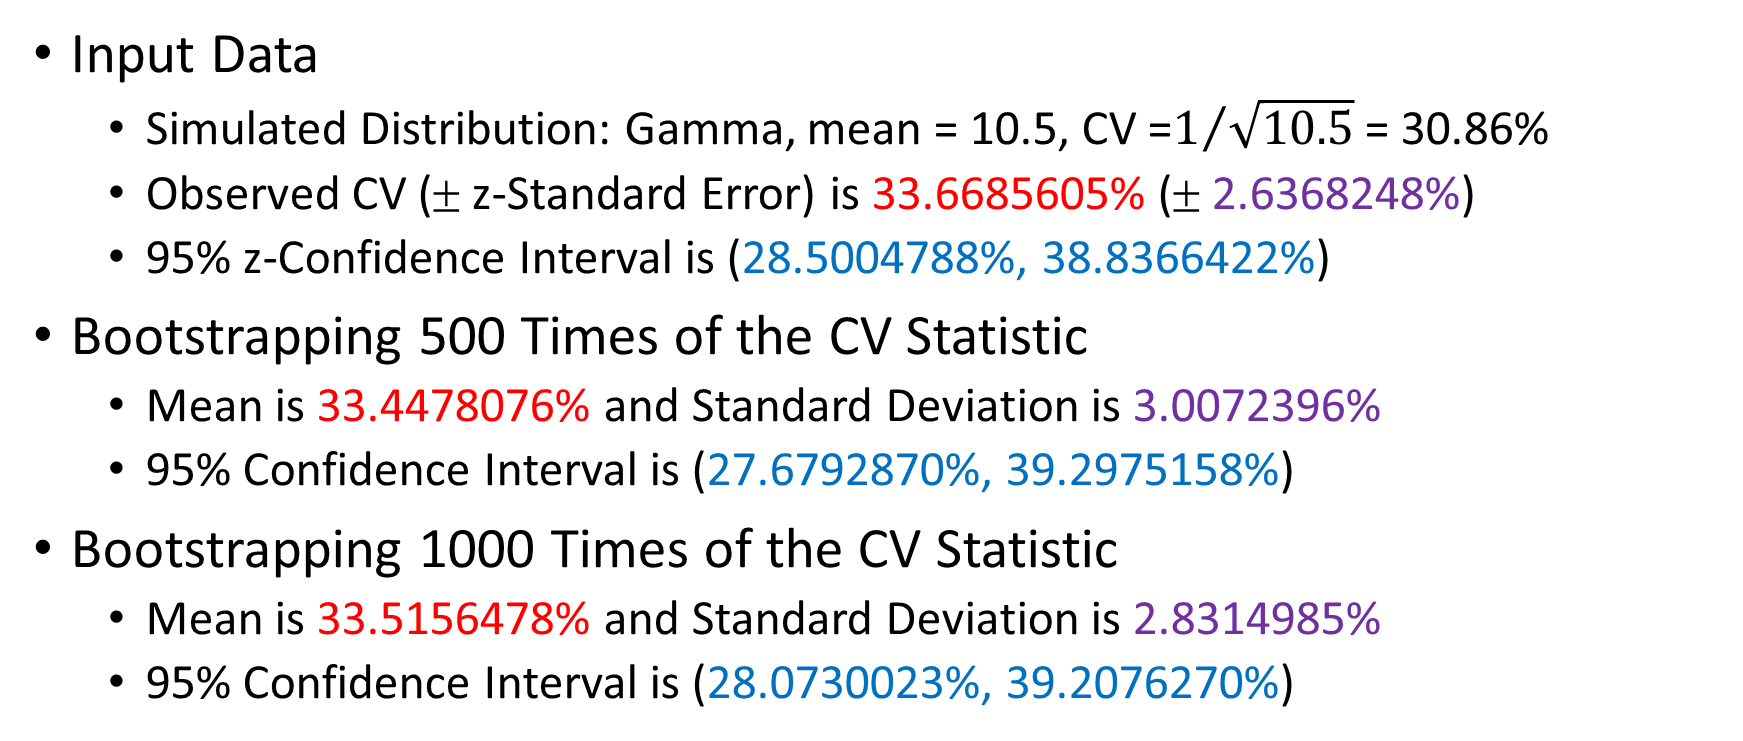 • Input Data
• Simulated Distribution: Gamma, mean = 10.5, CV =1/√10.5 = 30.86%
• Observed CV (± z-Standard Error) is 33.6685605% (± 2.6368248%)
• 95% z-Confidence Interval is (28.5004788%, 38.8366422%)
• Bootstrapping 500 Times of the CV Statistic
• Mean is 33.4478076% and Standard Deviation is 3.0072396%
• 95% Confidence Interval is (27.6792870%, 39.2975158%)
• Bootstrapping 1000 Times of the CV Statistic
• Mean is 33.5156478% and Standard Deviation is 2.8314985%
• 95% Confidence Interval is (28.0730023%, 39.2076270%)